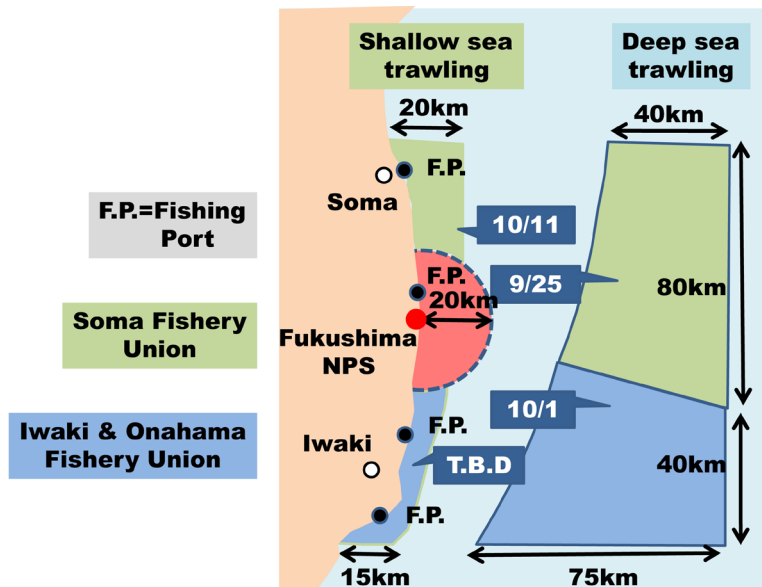 Shallow sea
trawling
Deep sea
trawling
20km
40km
F.P.
Soma
F.P.=Fishing
Port
10/11
F.P.
9/25
20km
80km
Soma Fishery
Union
Fukushima
NPS
10/1
Iwaki & Onahama
Fishery Union
Iwaki
F.P.
T.B.D
40km
F.P.
15km
75km